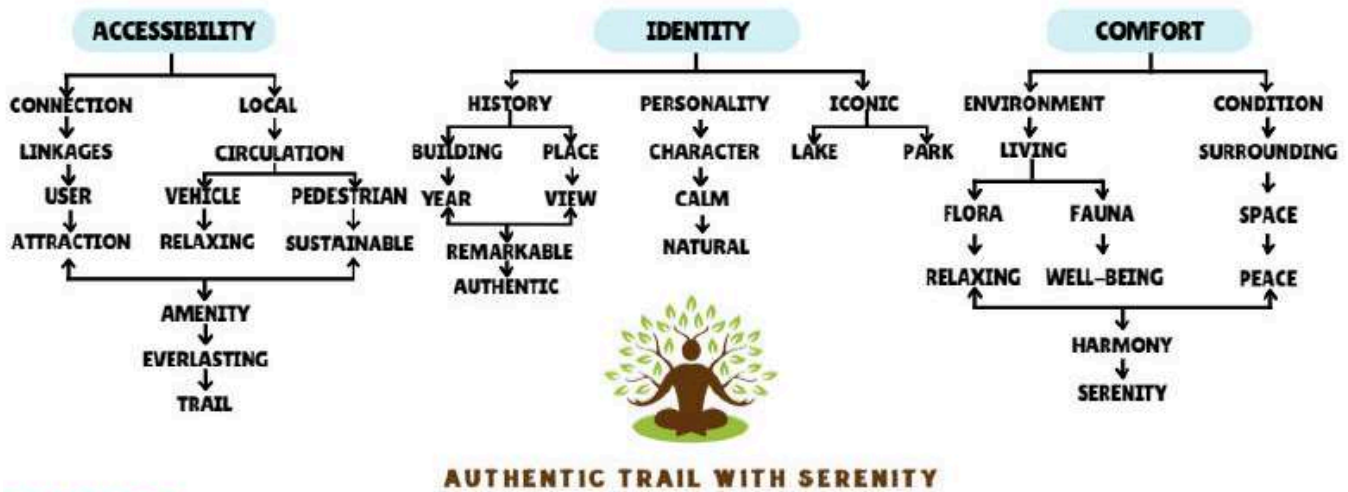 ACCESSIBILITY
IDENTITY
COMFORT
CONNECTION
LOCAL
HISTORY
PERSONALITY
ICONIC
ENVIRONMENT
CONDITION
LINKAGES
CIRCULATION
BUILDING
PLACE
CHARACTER
LAKE
PARK
LIVING
SURROUNDING
USER
VEHICLE
PEDESTRIAN
YEAR
VIEW
CALM
FLORA
FAUNA
SPACE
ATTRACTION
RELAXING
SUSTAINABLE
REMARKABLE
NATURAL
AUTHENTIC
RELAXING
WELL-BEING
PEACE
AMENITY
HARMONY
EVERLASTING
TRAIL
SERENITY
AUTHENTIC TRAIL WITH SERENITY